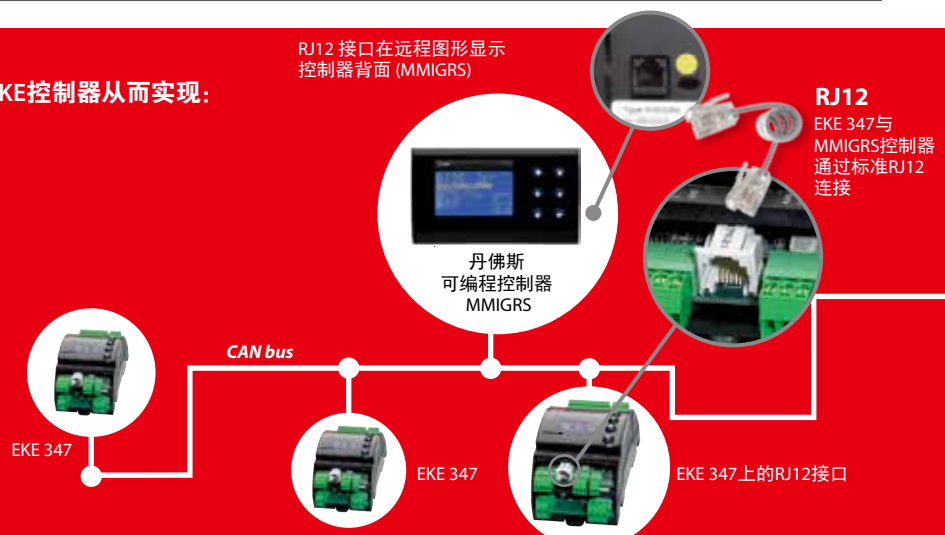 RJ12 接口在远程图形显示
控制器背面 (MMIGRS)
KE控制器从而实现：
RJ12
EKE 347与
MMIGRS控制器
通过标准RJ12
连接
丹佛斯
可编程控制器
MMIGRS
CAN bus
EKE 347
EKE 347
EKE 347上的RJ12接口